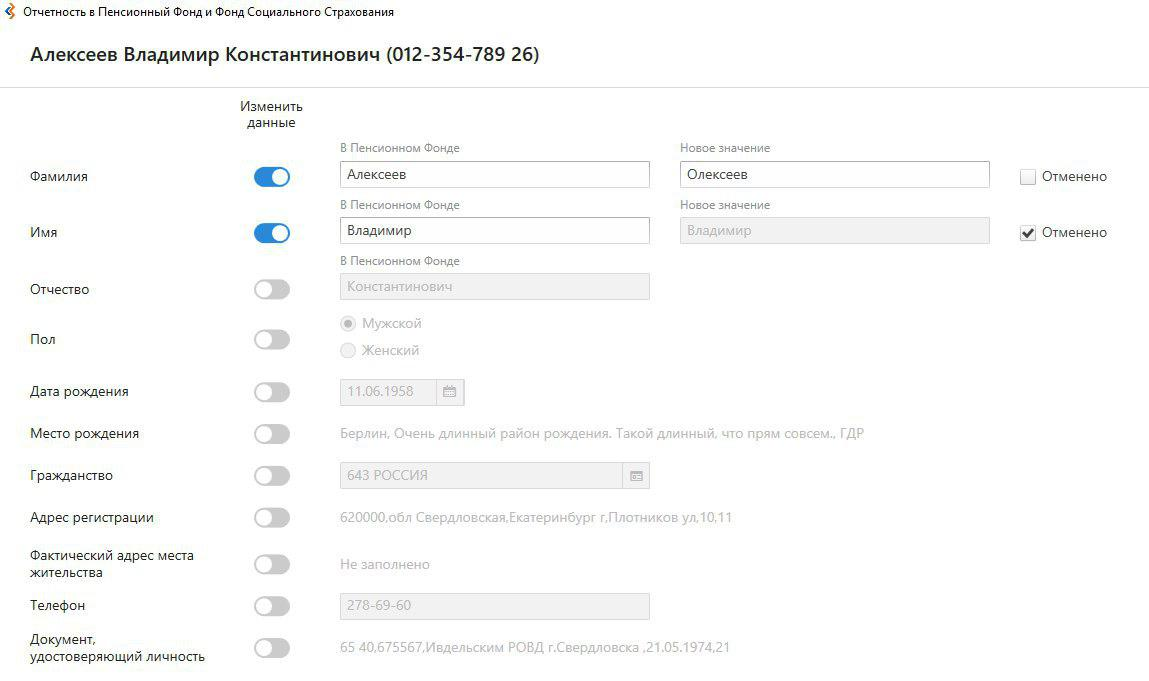 Отчетность в Пенсионный Фонд и Фонд Социального Страхования
Алексеев Владимир Константинович (012-354-789 26)
Изменить
данные
В Пенсионном Фонде Новое значение
Фамилия Алексеев Олексеев Отменено
В Пенсионном Фонде Новое значение
Имя Владимир Владимир Отменено
В Пенсионном Фонде
Отчество Константинович
Мужской
Пол
Женский
Дата рождения 11.06.1958
Место рождения Берлин, Очень длинный район рождения. Такой длинный, что прям совсем., ГДР
Гражданство 643 РОССИЯ
Адрес регистрации 620000,обл Свердловская,Екатеринбург г,Плотников ул,10,11
Фактический адрес места
жительства Не заполнено
Телефон 278-69-60
Документ,
удостоверяющий личность 65 40,675567,Ивдельским РОВД г.Свердловска ,21.05.1974,21